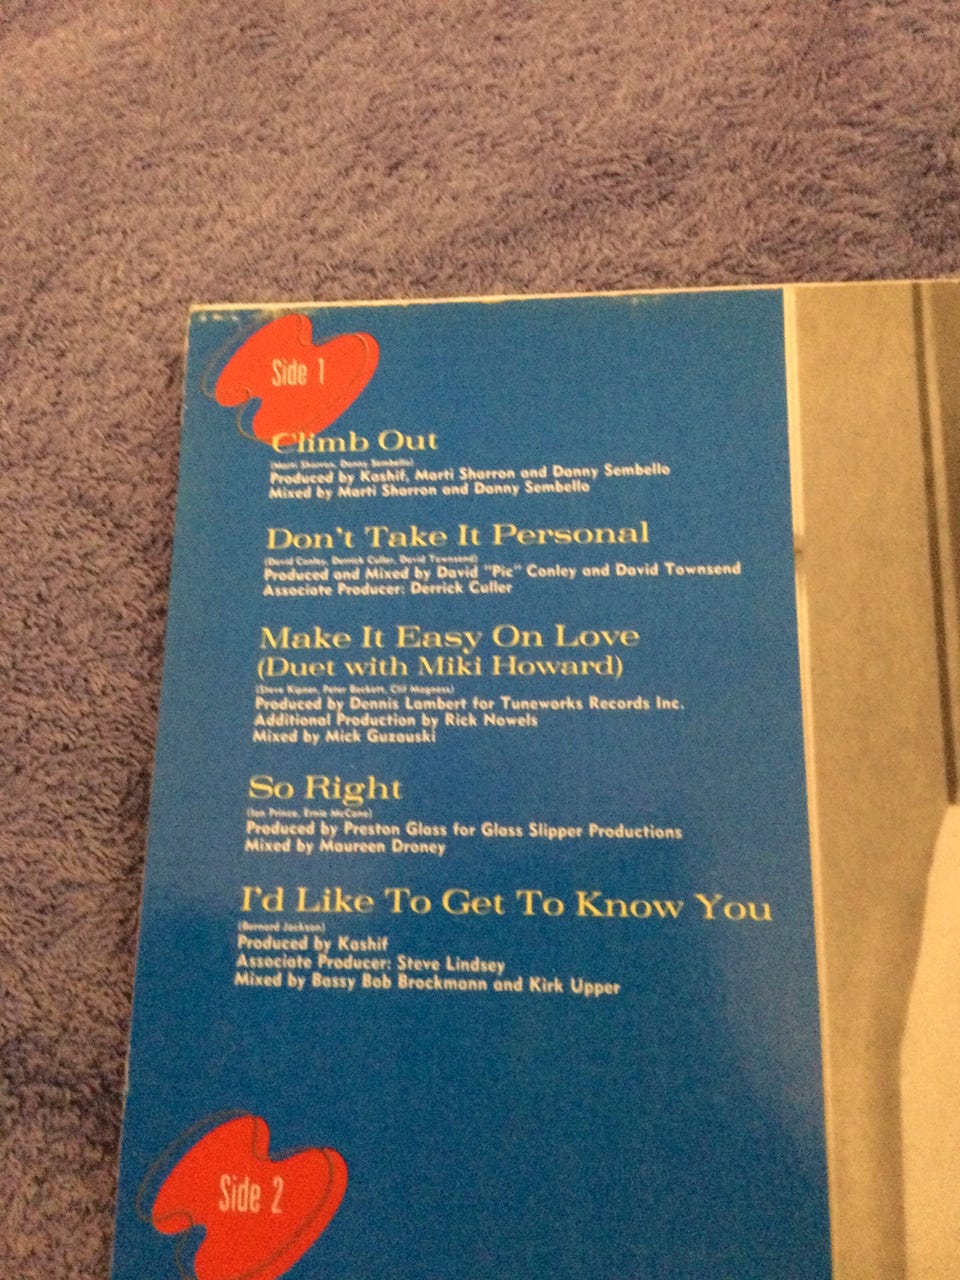 Side 1
Climb Out
(Marti Sharron, Danny Sembello)
Produced by Kashif, Marti Sharron and Danny Sembello
Mixed by Marti Sharron and Danny Sembello
Don't Take It Personal
(David Conley, Derrick Culler, David Townsend)
Produced and Mixed by David "Pic" Conley and David Townsend
Associate Producer: Derrick Culler
Make It Easy On Love
(Duet with Miki Howard)
(Steve Kipner, Peter Beckett, Clif Magness)
Produced by Dennis Lambert for Tuneworks Records Inc.
Additional Production by Rick Nowels
Mixed by Mick Guzauski
So Right
(Ian Prince, Ernie McCone)
Produced by Preston Glass for Glass Slipper Productions
Mixed by Maureen Droney
I'd Like To Get To Know You
(Bernard Jackson)
Produced by Kashif
Associate Producer: Steve Lindsey
Mixed by Bassy Bob Brockmann and Kirk Upper
Side 2